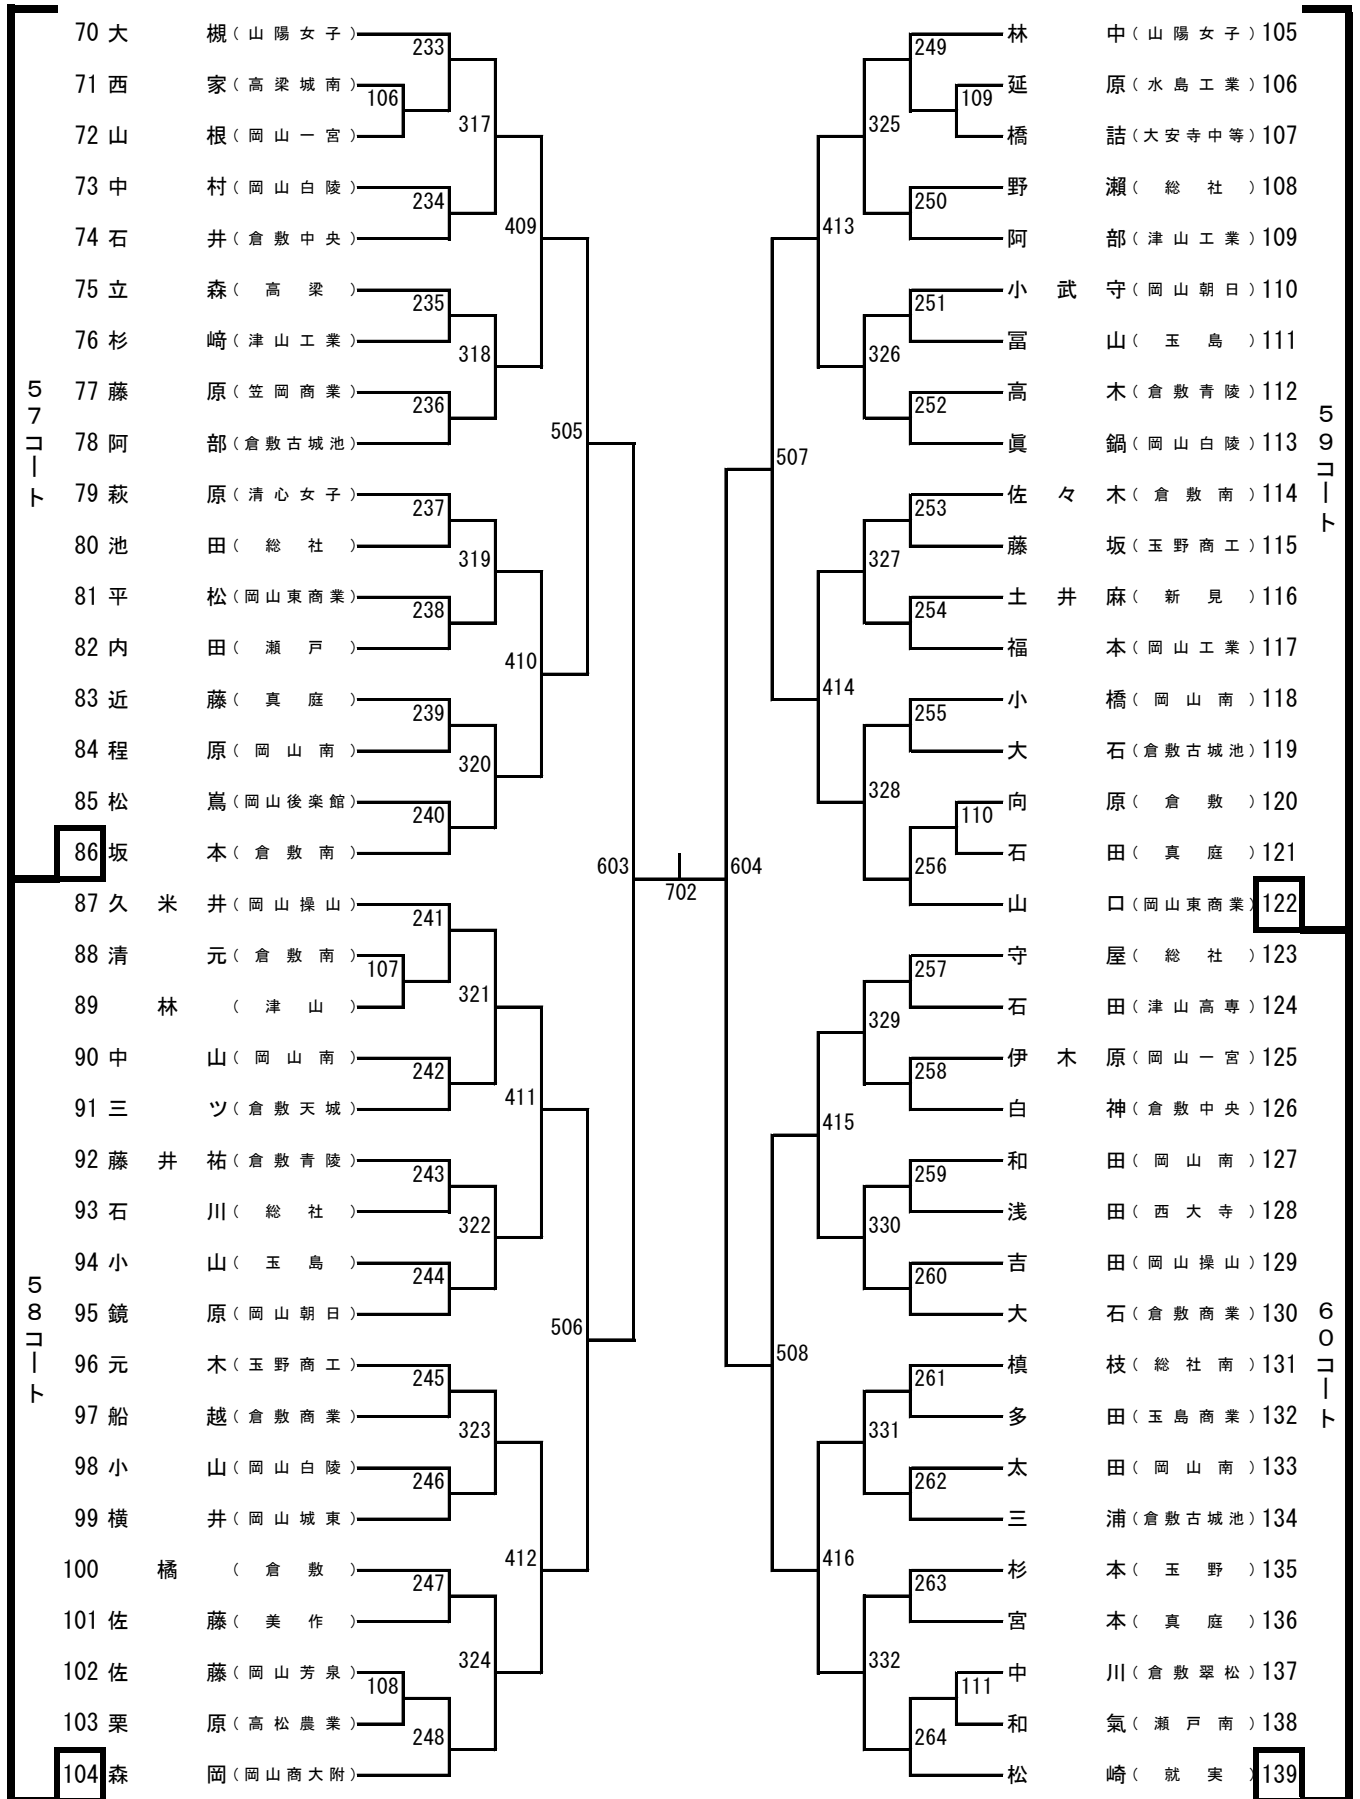 70 大槻（山陽女子）
71 西家（高梁城南）
72 山根（岡山一宮）
73 中村（岡山白陵）
74 石井（倉敷中央）
75 立森（高梁）
76 杉﨑（津山工業）
77 藤原（笠岡商業）
78 阿部（倉敷古城池）
79 萩原（清心女子）
80 池田（総社）
81 平松（岡山東商業）
82 内田（瀬戸）
83 近藤（真庭）
84 程原（岡山南）
85 松嶌（岡山後楽館）
86 坂本（倉敷南）
57コート
87 久米井（岡山操山）
88 清元（倉敷南）
89 林（津山）
90 中山（岡山南）
91 三ツ（倉敷天城）
92 藤井祐（倉敷青陵）
93 石川（総社）
94 小山（玉島）
95 鏡原（岡山朝日）
96 元木（玉野商工）
97 船越（倉敷商業）
98 小山（岡山白陵）
99 横井（岡山城東）
100 橘（倉敷）
101 佐藤（美作）
102 佐藤（岡山芳泉）
103 栗原（高松農業）
104 森岡（岡山商大附）
58コート
106
107
108
233
234
235
236
237
238
239
240
241
242
243
244
245
246
247
248
317
318
319
320
321
322
323
324
409
410
411
412
505
506
603
702
604
507
508
413
414
415
416
325
326
327
328
329
330
331
332
249
250
251
252
253
254
255
256
257
258
259
260
261
262
263
264
109
110
111
林中（山陽女子）105
延原（水島工業）106
橋詰（大安寺中等）107
野瀬（総社）108
阿部（津山工業）109
小武守（岡山朝日）110
冨山（玉島）111
高木（倉敷青陵）112
眞鍋（岡山白陵）113
佐々木（倉敷南）114
藤坂（玉野商工）115
土井麻（新見）116
福本（岡山工業）117
小橋（岡山南）118
大石（倉敷古城池）119
向原（倉敷）120
石田（真庭）121
山口（岡山東商業）122
59コート
守屋（総社）123
石田（津山高専）124
伊木原（岡山一宮）125
白神（倉敷中央）126
和田（岡山南）127
浅田（西大寺）128
吉田（岡山操山）129
大石（倉敷商業）130
槙枝（総社南）131
多田（玉島商業）132
太田（岡山南）133
三浦（倉敷古城池）134
杉本（玉野）135
宮本（真庭）136
中川（倉敷翠松）137
和氣（瀬戸南）138
松崎（就実）139
60コート